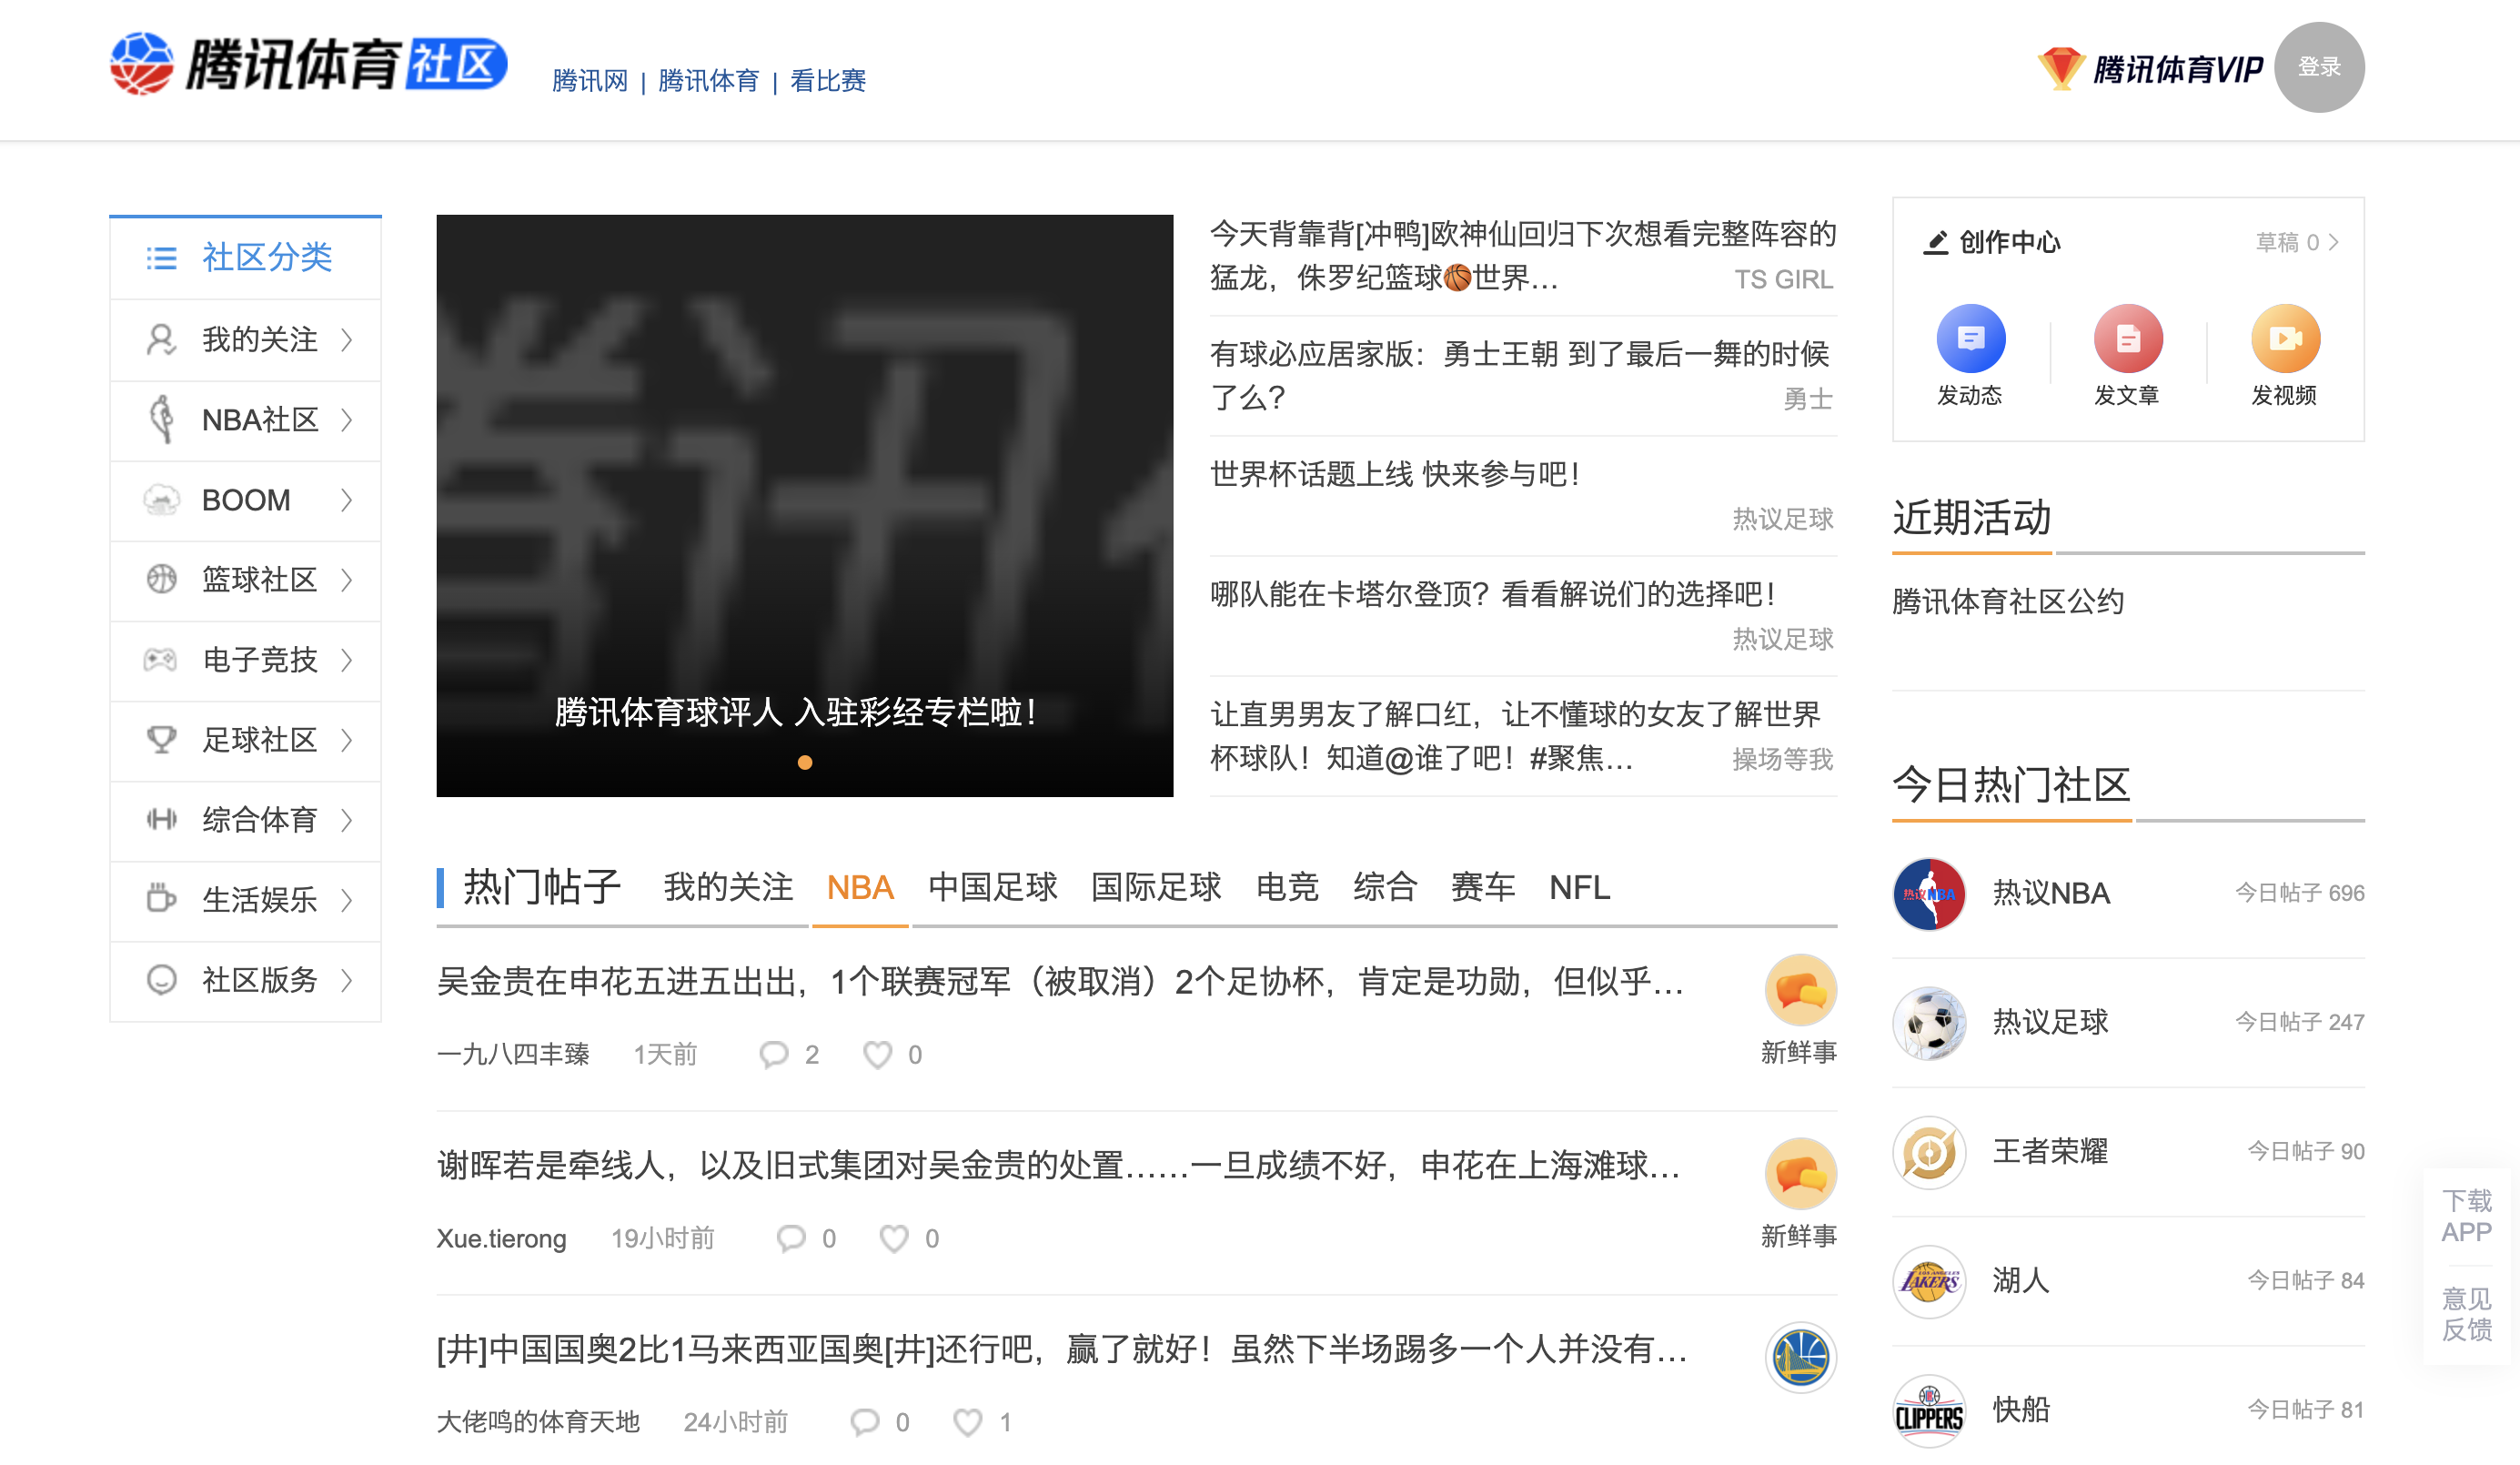 腾讯体育社区
腾讯网 | 腾讯体育 | 看比赛
腾讯体育VIP
登录
社区分类
我的关注
NBA社区
BOOM
篮球社区
电子竞技
足球社区
综合体育
生活娱乐
社区版务
腾讯体育球评人 入驻彩经专栏啦！
今天背靠背[冲鸭]欧神仙回归下次想看完整阵容的
猛龙，侏罗纪篮球🏀世界… TS GIRL
有球必应居家版：勇士王朝 到了最后一舞的时候
了么？ 勇士
世界杯话题上线 快来参与吧！
热议足球
哪队能在卡塔尔登顶？看看解说们的选择吧！
热议足球
让直男男友了解口红，让不懂球的女友了解世界
杯球队！知道@谁了吧！#聚焦… 操场等我
热门帖子 我的关注 NBA 中国足球 国际足球 电竞 综合 赛车 NFL
吴金贵在申花五进五出出，1个联赛冠军（被取消）2个足协杯，肯定是功勋，但似乎…
一九八四丰臻 1天前 2 0
新鲜事
谢晖若是牵线人，以及旧式集团对吴金贵的处置……一旦成绩不好，申花在上海滩球…
Xue.tierong 19小时前 0 0
新鲜事
[井]中国国奥2比1马来西亚国奥[井]还行吧，赢了就好！虽然下半场踢多一个人并没有…
大佬鸣的体育天地 24小时前 0 1
创作中心 草稿 0
发动态 发文章 发视频
近期活动
腾讯体育社区公约
今日热门社区
热议NBA
热议NBA 今日帖子 696
热议足球 今日帖子 247
王者荣耀 今日帖子 90
LOS ANGELES
LAKERS
湖人 今日帖子 84
CLIPPERS
快船 今日帖子 81
下载
APP
意见
反馈